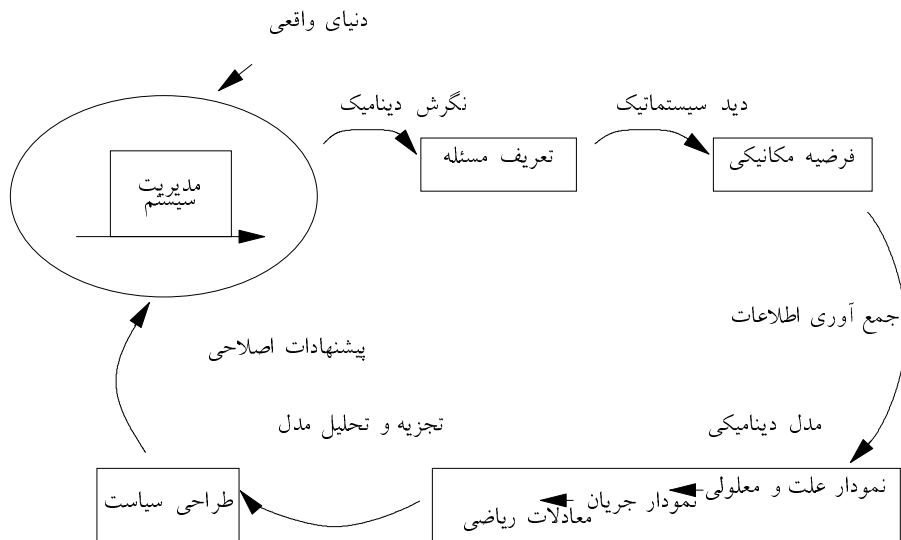 دنیای واقعی
نگرش دینامیک
دید سیستماتیک
تعریف مسئله
فرضیه مکانیکی
مدیریت
سیستم
جمع آوری اطلاعات
پیشنهادات اصلاحی
مدل دینامیکی
تجزیه و تحلیل مدل
نمودار علت و معلولی
نمودار جریان
معادلات ریاضی
طراحی سیاست